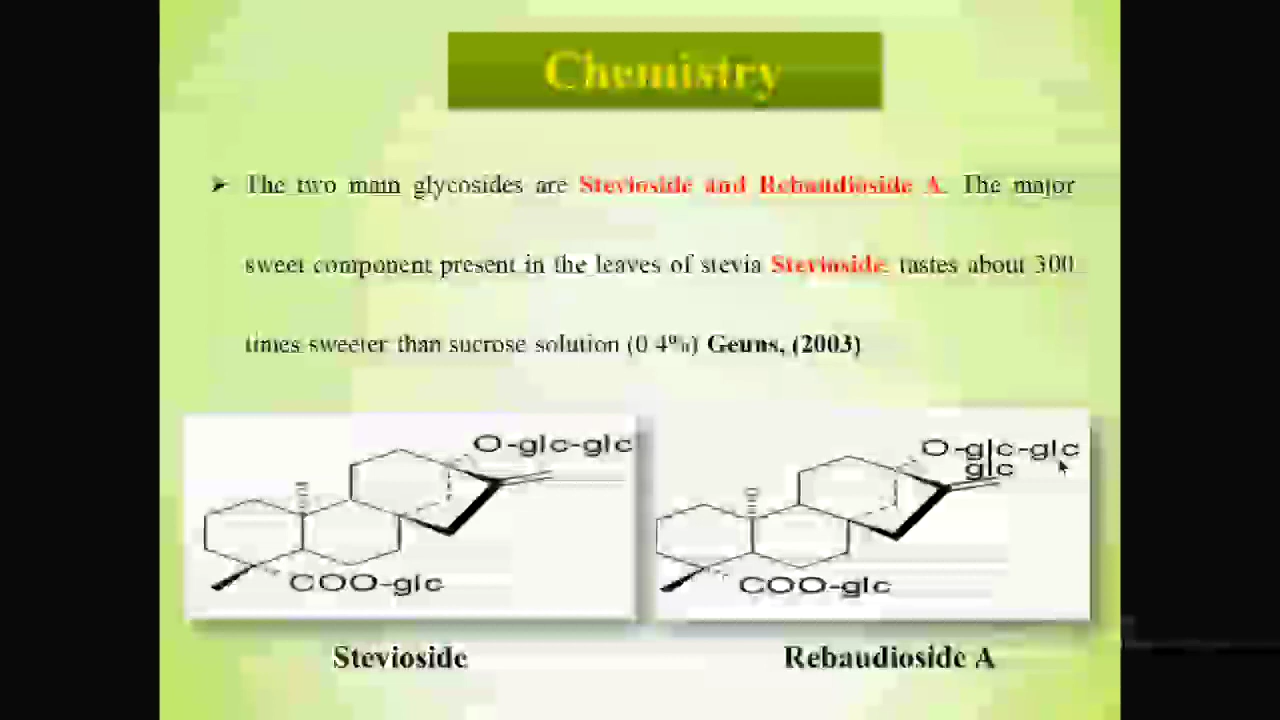 Chemistry
The two main glycosides are Stevioside and Rebaudioside A. The major
sweet component present in the leaves of stevia Stevioside, tastes about 300
times sweeter than sucrose solution (0.4%) Geuns, (2003)
O-glc-glc
COO-glc
O-glc-glc
glc
COO-glc
Stevioside
Rebaudioside A